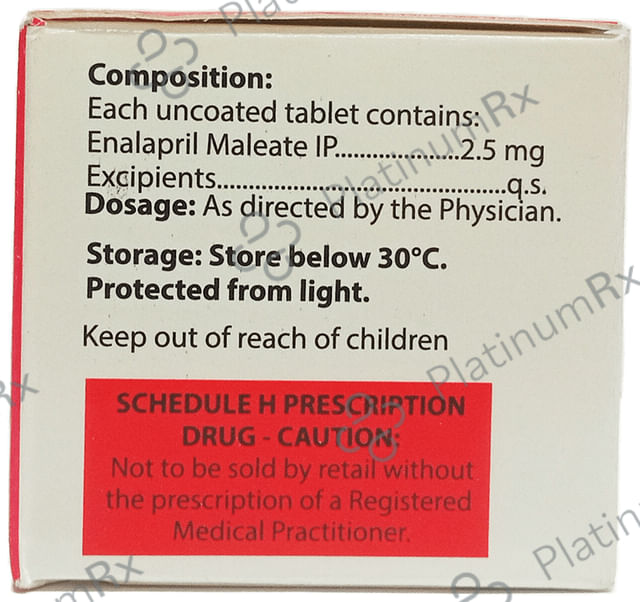 Composition:
Each uncoated tablet contains:
Enalapril Maleate IP....................2.5 mg
Excipients..............................................q.s.
Dosage: As directed by the Physician.
Storage: Store below 30°C.
Protected from light.
Keep out of reach of children
SCHEDULE H PRESCRIPTION
DRUG - CAUTION:
Not to be sold by retail without
the prescription of a Registered
Medical Practitioner.
PlatinumRx
PlatinumRx